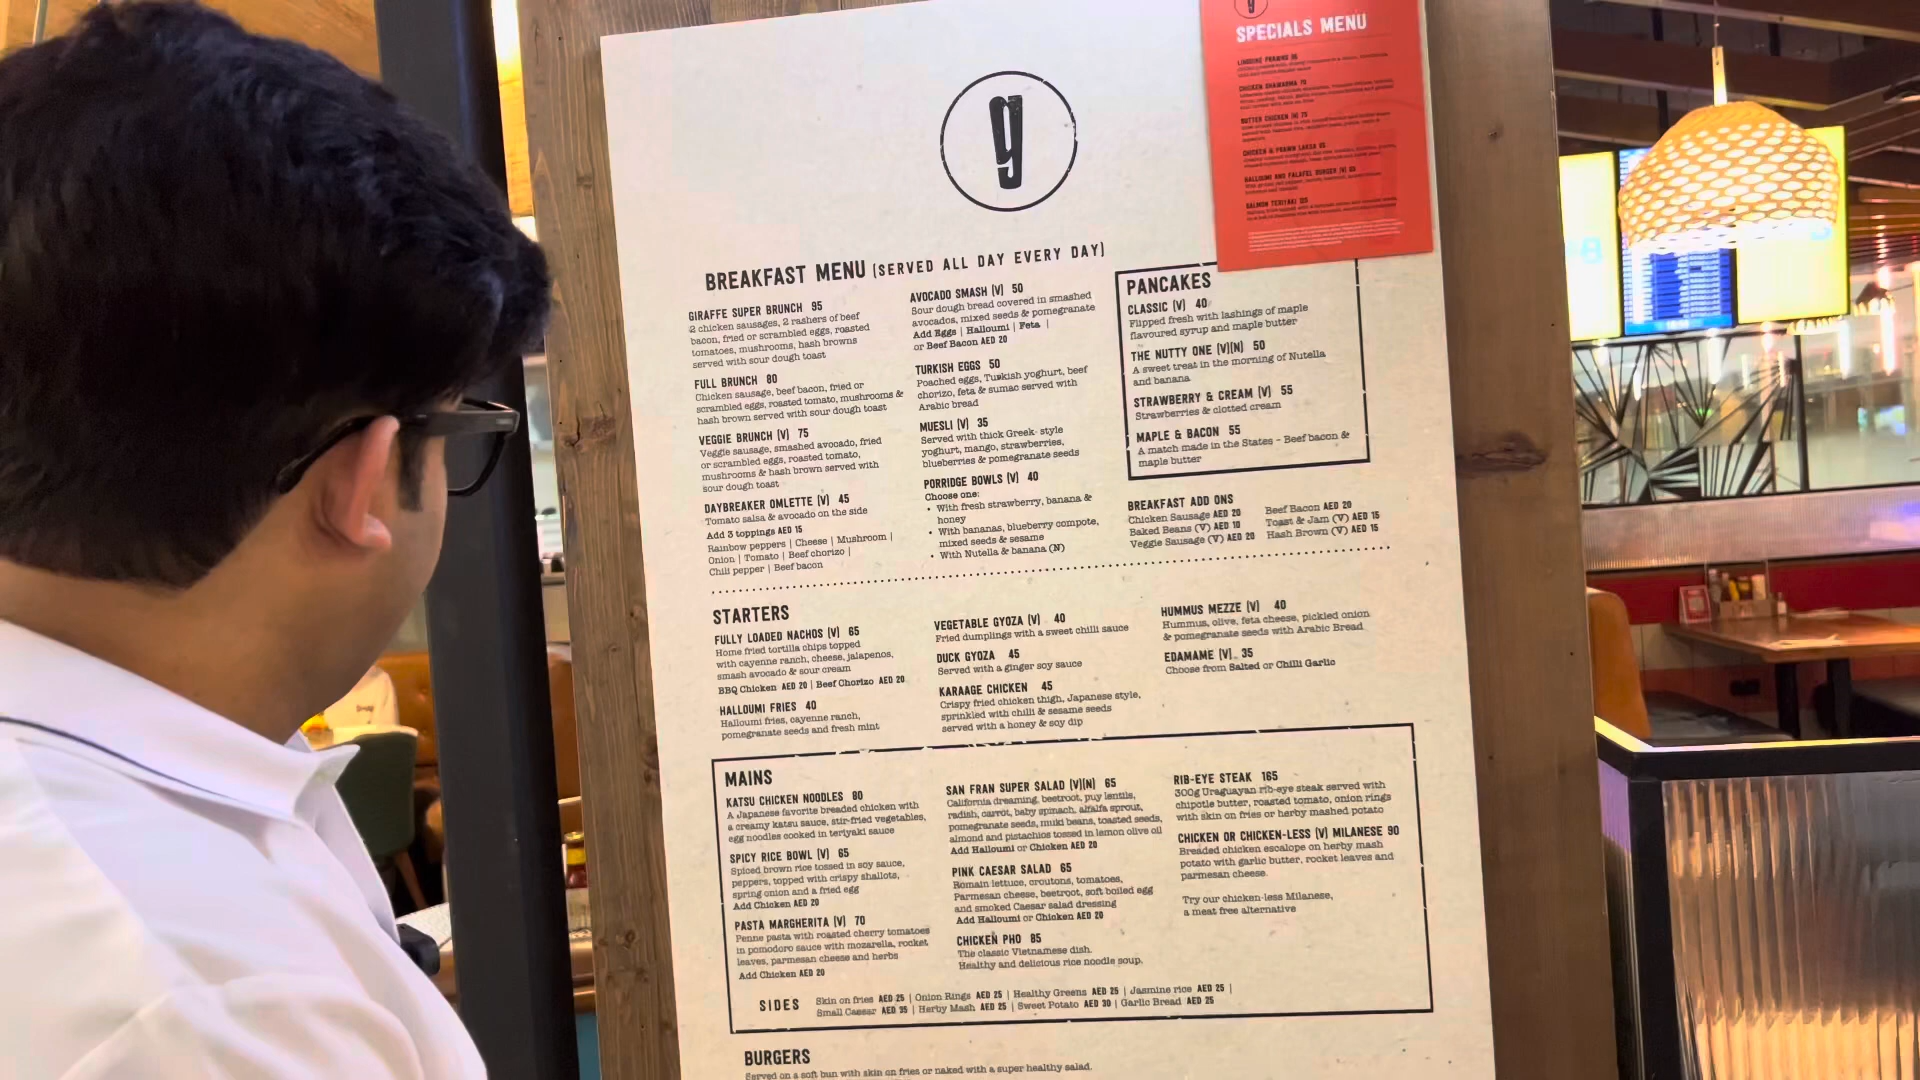 g
SPECIALS MENU
LINGUINE PRAWNS
CHICKEN SHAWARMA 70
BUTTER CHICKEN (V) 75
CHICKEN & PRAWN LAKSA
HALLOUMI AND FALAFEL BURGER (V)
SALMON TERIYAKI
BREAKFAST MENU (SERVED ALL DAY EVERY DAY)
GIRAFFE SUPER BRUNCH 95
2 chicken sausages, 2 rashers of beef
bacon, fried or scrambled eggs, roasted
tomatoes, mushrooms, hash browns
served with sour dough toast
FULL BRUNCH 80
Chicken sausage, beef bacon, fried or
scrambled eggs, roasted tomato, mushrooms &
hash brown served with sour dough toast
VEGGIE BRUNCH (V) 75
Veggie sausage, smashed avocado, fried
or scrambled eggs, roasted tomato,
mushrooms & hash brown served with
sour dough toast
DAYBREAKER OMLETTE (V) 45
Tomato salsa & avocado on the side
Add 3 toppings AED 15
Rainbow peppers | Cheese | Mushroom |
Onion | Tomato | Beef chorizo |
Chili pepper | Beef bacon
AVOCADO SMASH (V) 50
Sour dough bread covered in smashed
avocados, mixed seeds & pomegranate
Add Eggs | Halloumi | Feta |
or Beef Bacon AED 20
TURKISH EGGS 50
Poached eggs, Turkish yoghurt, beef
chorizo, feta & sumac served with
Arabic bread
MUESLI (V) 35
Served with thick Greek- style
yoghurt, mango, strawberries,
blueberries & pomegranate seeds
PORRIDGE BOWLS (V) 40
Choose one:
• With fresh strawberry, banana &
honey
• With bananas, blueberry compote,
mixed seeds & sesame
• With Nutella & banana (N)
PANCAKES
CLASSIC (V) 40
Flipped fresh with lashings of maple
flavoured syrup and maple butter
THE NUTTY ONE (V)(N) 50
A sweet treat in the morning of Nutella
and banana
STRAWBERRY & CREAM (V) 55
Strawberries & clotted cream
MAPLE & BACON 55
A match made in the States - Beef bacon &
maple butter
BREAKFAST ADD ONS
Chicken Sausage AED 20
Baked Beans (V) AED 10
Veggie Sausage (V) AED 20
Beef Bacon AED 20
Toast & Jam (V) AED 15
Hash Brown (V) AED 15
STARTERS
FULLY LOADED NACHOS (V) 65
Home fried tortilla chips topped
with cayenne ranch, cheese, jalapenos,
smash avocado & sour cream
BBQ Chicken AED 20 | Beef Chorizo AED 20
HALLOUMI FRIES 40
Halloumi fries, cayenne ranch,
pomegranate seeds and fresh mint
VEGETABLE GYOZA (V) 40
Fried dumplings with a sweet chilli sauce
DUCK GYOZA 45
Served with a ginger soy sauce
KARAAGE CHICKEN 45
Crispy fried chicken thigh, Japanese style,
sprinkled with chilli & sesame seeds
served with a honey & soy dip
HUMMUS MEZZE (V) 40
Hummus, olive, feta cheese, pickled onion
& pomegranate seeds with Arabic Bread
EDAMAME (V) 35
Choose from Salted or Chilli Garlic
MAINS
KATSU CHICKEN NOODLES 80
A Japanese favorite breaded chicken with
a creamy katsu sauce, stir-fried vegetables,
egg noodles cooked in teriyaki sauce
SPICY RICE BOWL (V) 65
Spiced brown rice tossed in soy sauce,
peppers, topped with crispy shallots,
spring onion and a fried egg
Add Chicken AED 20
PASTA MARGHERITA (V) 70
Penne pasta with roasted cherry tomatoes
in pomodoro sauce with mozarella, rocket
leaves, parmesan cheese and herbs
Add Chicken AED 20
SAN FRAN SUPER SALAD (V)(N) 65
California dreaming, beetroot, puy lentils,
radish, carrot, baby spinach, alfalfa sprout,
pomegranate seeds, muki beans, toasted seeds,
almond and pistachios tossed in lemon olive oil
Add Halloumi or Chicken AED 20
PINK CAESAR SALAD 65
Romain lettuce, croutons, tomatoes,
Parmesan cheese, beetroot, soft boiled egg
and smoked Caesar salad dressing
Add Halloumi or Chicken AED 20
CHICKEN PHO 85
The classic Vietnamese dish.
Healthy and delicious rice noodle soup.
RIB-EYE STEAK 165
300g Uraguayan rib-eye steak served with
chipotle butter, roasted tomato, onion rings
with skin on fries or herby mashed potato
CHICKEN OR CHICKEN-LESS (V) MILANESE 90
Breaded chicken escalope on herby mash
potato with garlic butter, rocket leaves and
parmesan cheese.
Try our chicken-less Milanese,
a meat free alternative
SIDES
Skin on fries AED 25 | Onion Rings AED 25 | Healthy Greens AED 25 | Jasmine rice AED 25 |
Small Caesar AED 35 | Herby Mash AED 25 | Sweet Potato AED 30 | Garlic Bread AED 25
BURGERS
Served on a soft bun with skin on fries or naked with a super healthy salad.